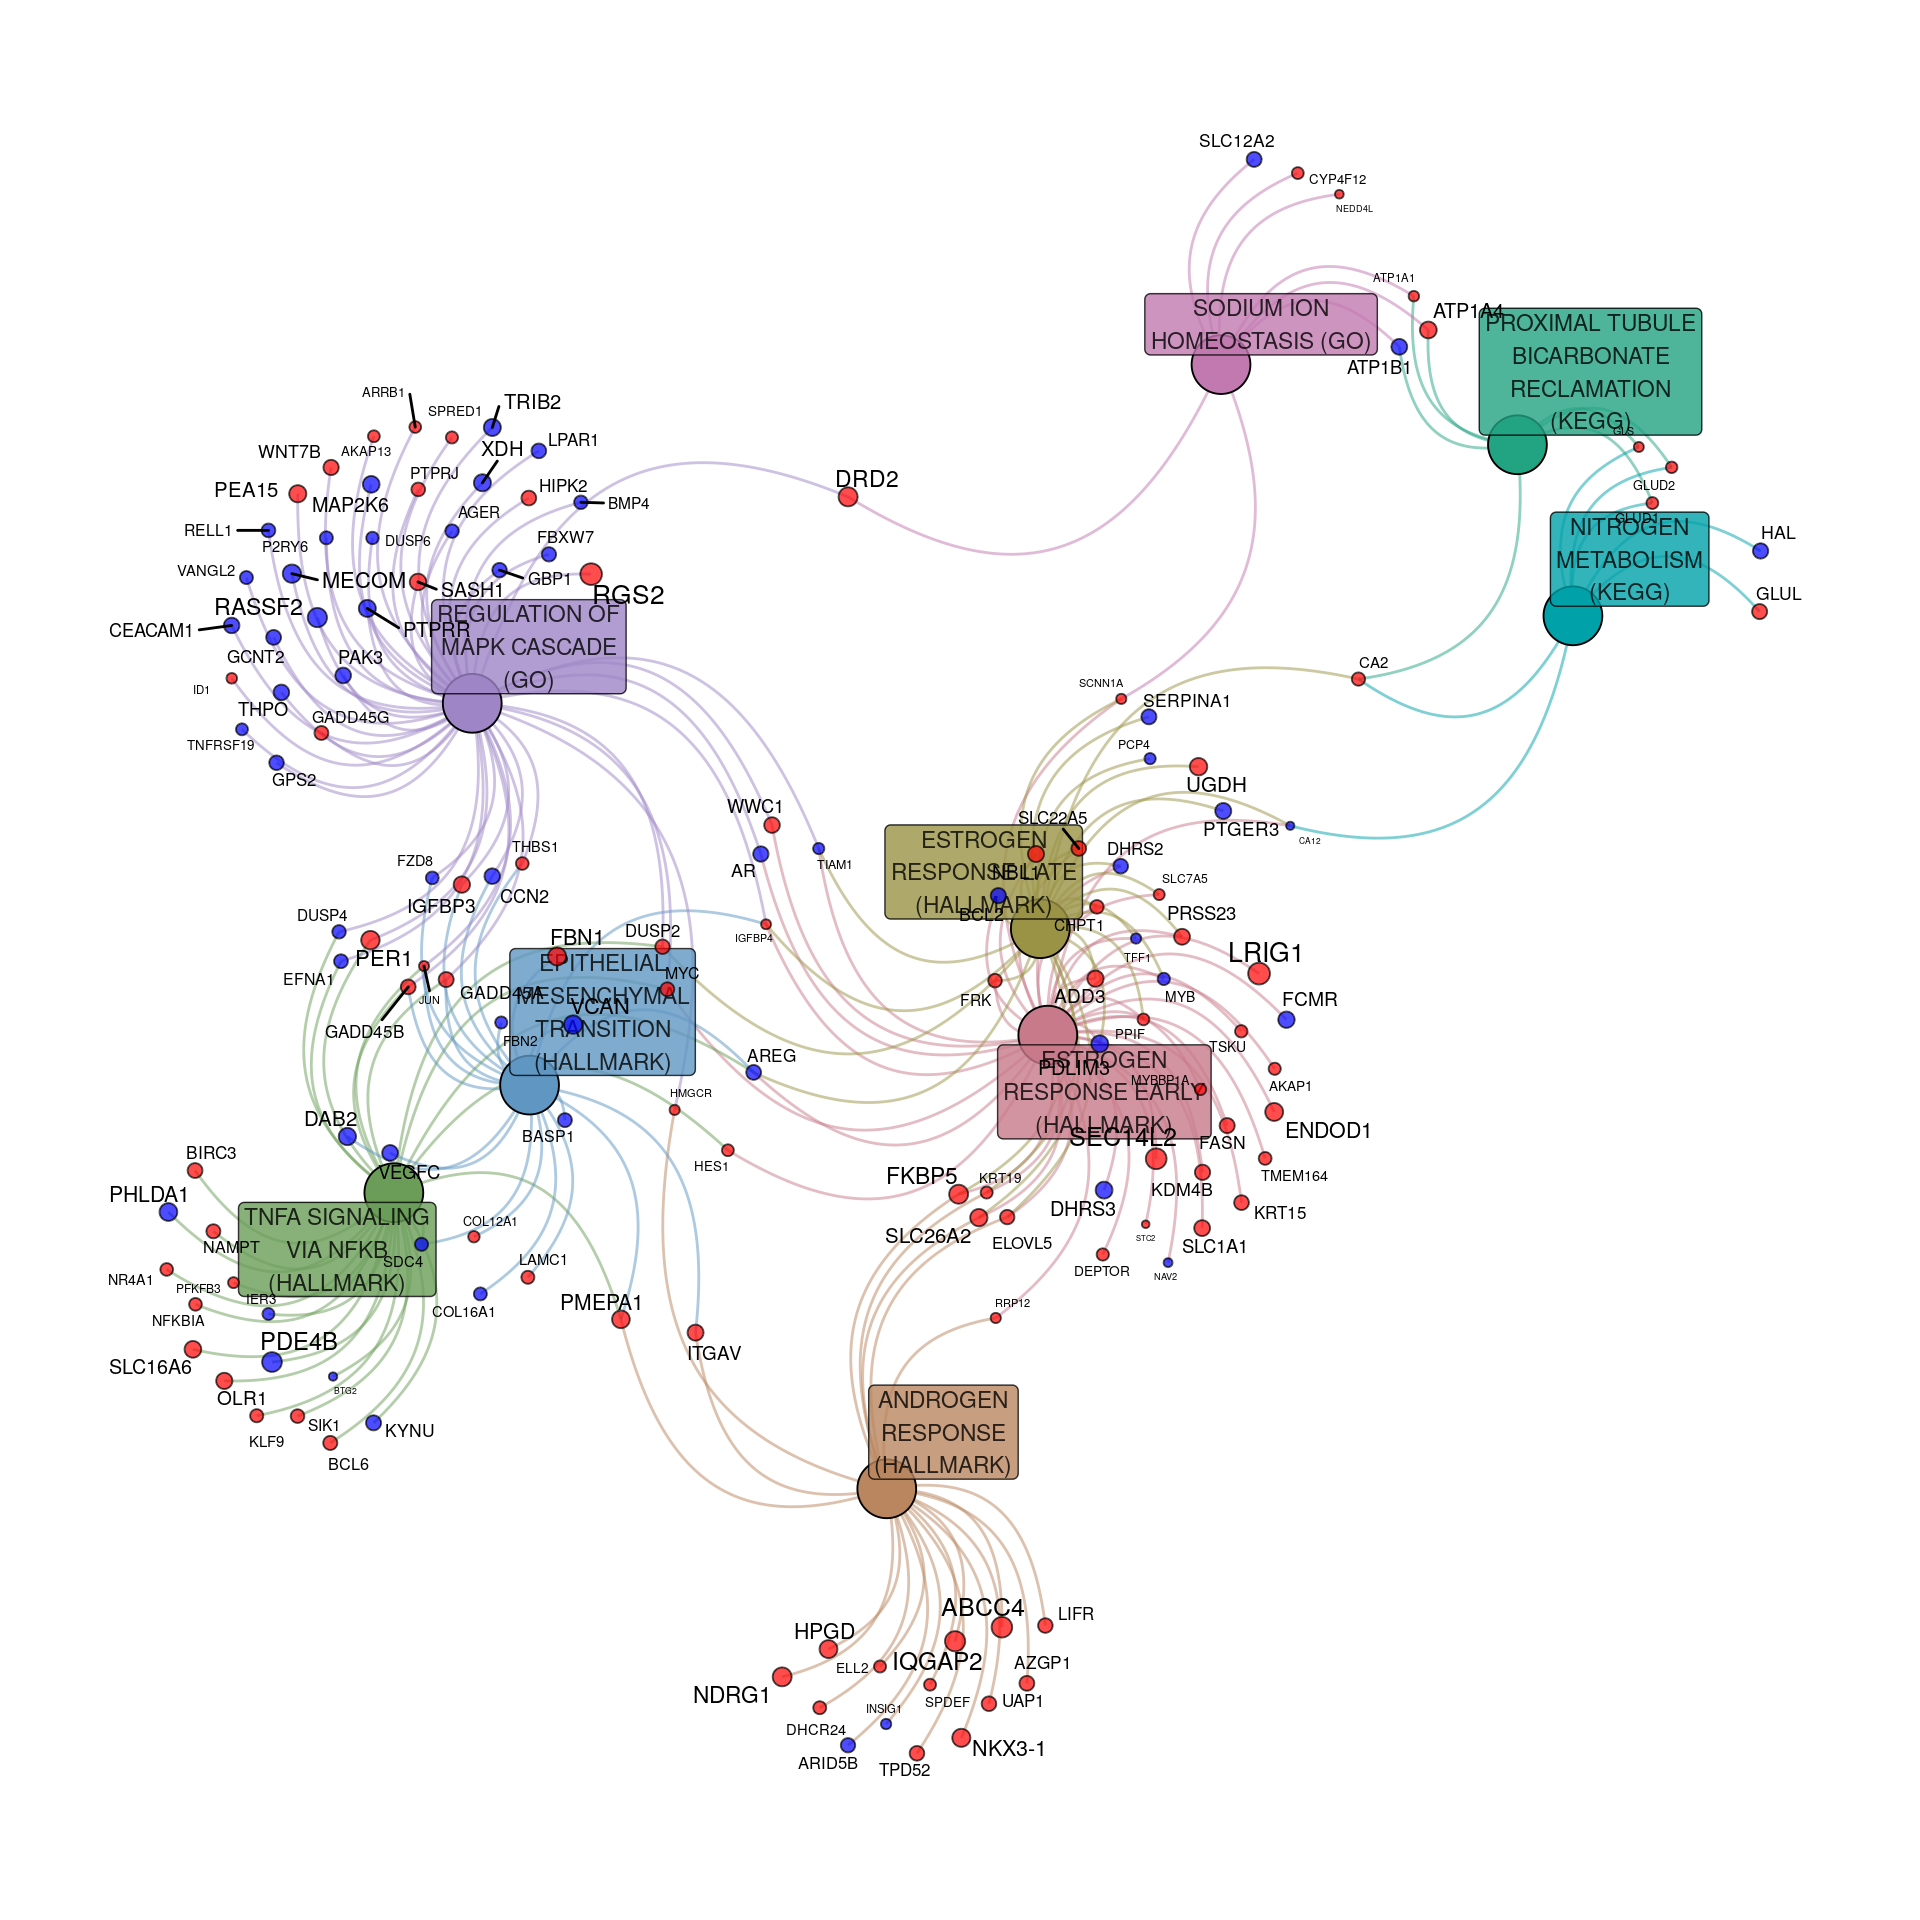 SLC12A2
CYP4F12
NEDD4L
ATP1A1
ATP1A4
ATP1B1
SODIUM ION
HOMEOSTASIS (GO)
PROXIMAL TUBULE
BICARBONATE
RECLAMATION
(KEGG)
GLS
GLUD2
GLUD1
NITROGEN
METABOLISM
(KEGG)
HAL
GLUL
ARRB1
SPRED1
TRIB2
WNT7B
AKAP13
XDH
LPAR1
PEA15
MAP2K6
PTPRJ
HIPK2
BMP4
DRD2
RELL1
P2RY6
DUSP6
AGER
FBXW7
VANGL2
MECOM
SASH1
GBP1
RGS2
RASSF2
CEACAM1
PTPRR
REGULATION OF
MAPK CASCADE
(GO)
GCNT2
PAK3
ID1
THPO
GADD45G
TNFRSF19
GPS2
CA2
SCNN1A
SERPINA1
PCP4
UGDH
PTGER3
CA12
WWC1
AR
TIAM1
SLC22A5
ESTROGEN
RESPONSE LATE
(HALLMARK)
NBL1
BCL2
DHRS2
SLC7A5
CHPT1
PRSS23
TFF1
LRIG1
FZD8
THBS1
IGFBP3
CCN2
DUSP4
PER1
EFNA1
JUN
GADD45A
GADD45B
FBN1
DUSP2
IGFBP4
MYC
EPITHELIAL
MESENCHYMAL
TRANSITION
(HALLMARK)
VCAN
FBN2
FRK
ADD3
MYB
FCMR
PPIF
TSKU
AREG
HMGCR
PDLIM3
ESTROGEN
RESPONSE EARLY
(HALLMARK)
MYBBP1A
AKAP1
ENDOD1
SEC14L2
FASN
DAB2
BASP1
HES1
BIRC3
VEGFC
PHLDA1
TNFA SIGNALING
VIA NFKB
(HALLMARK)
NAMPT
SDC4
COL12A1
NR4A1
PFKFB3
IER3
LAMC1
NFKBIA
COL16A1
PMEPA1
ITGAV
SLC16A6
PDE4B
BTG2
OLR1
KLF9
SIK1
KYNU
BCL6
FKBP5
KRT19
SLC26A2
ELOVL5
DHRS3
KDM4B
TMEM164
KRT15
STC2
SLC1A1
DEPTOR
NAV2
RRP12
ANDROGEN
RESPONSE
(HALLMARK)
ABCC4
LIFR
HPGD
ELL2
IQGAP2
AZGP1
NDRG1
SPDEF
UAP1
INSIG1
DHCR24
NKX3-1
ARID5B
TPD52